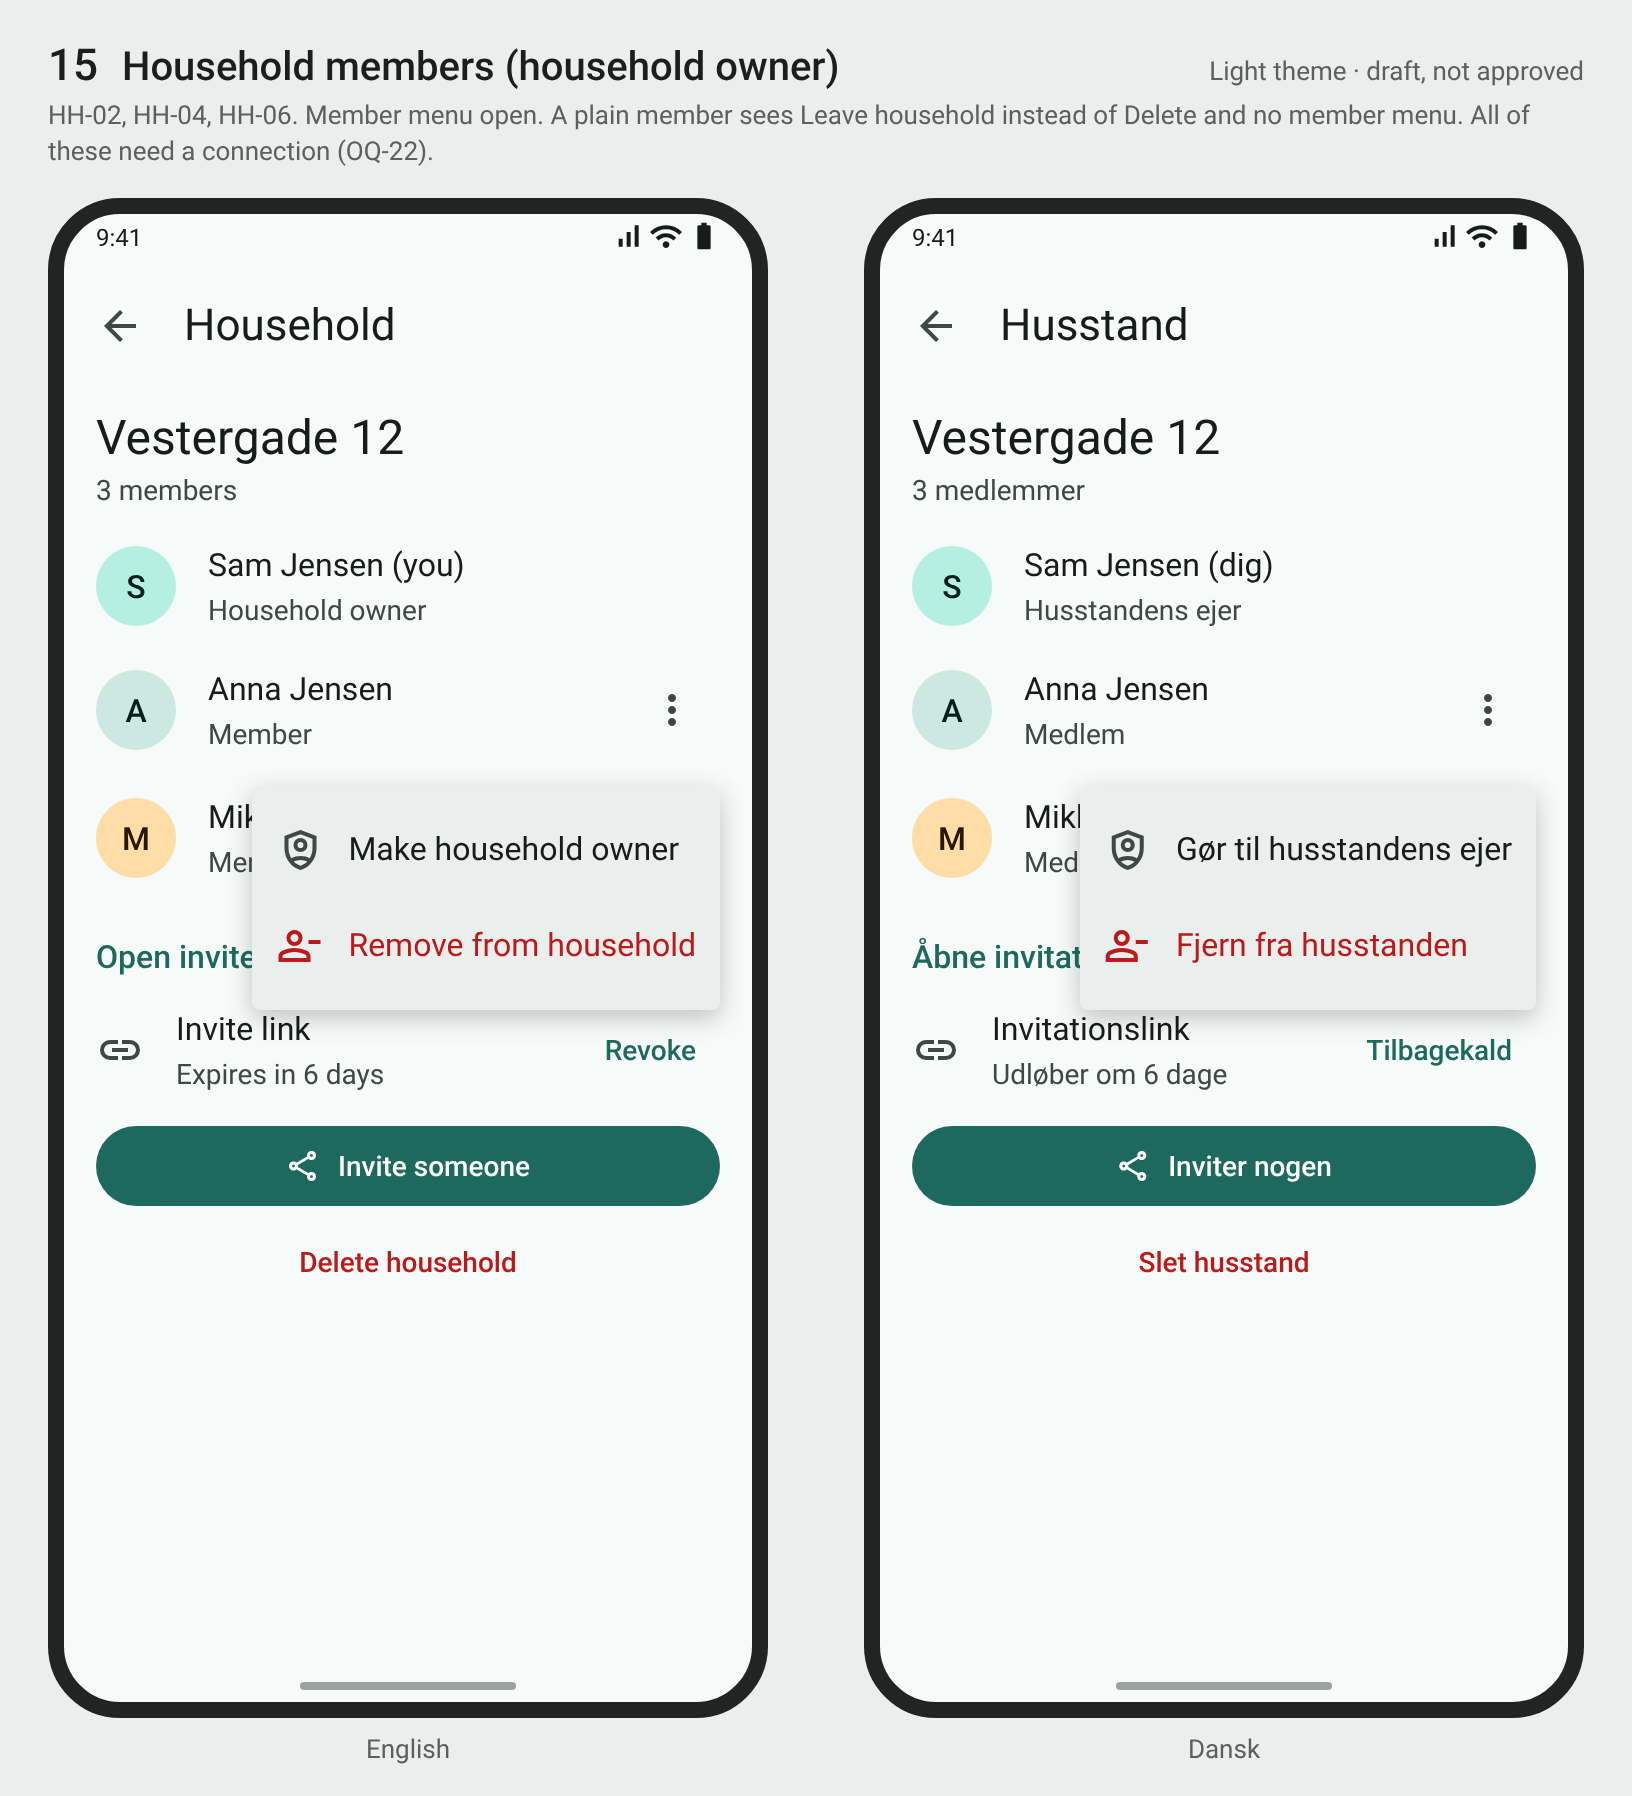 15 Household members (household owner)
Light theme · draft, not approved
HH-02, HH-04, HH-06. Member menu open. A plain member sees Leave household instead of Delete and no member menu. All of
these need a connection (OQ-22).
9:41
Household
Vestergade 12
3 members
S
Sam Jensen (you)
Household owner
A
Anna Jensen
Member
M
Make household owner
Remove from household
Open invite
Invite link
Expires in 6 days
Revoke
Invite someone
Delete household
English
9:41
Husstand
Vestergade 12
3 medlemmer
S
Sam Jensen (dig)
Husstandens ejer
A
Anna Jensen
Medlem
M
Gør til husstandens ejer
Fjern fra husstanden
Åbne
Invitationslink
Udløber om 6 dage
Tilbagekald
Inviter nogen
Slet husstand
Dansk